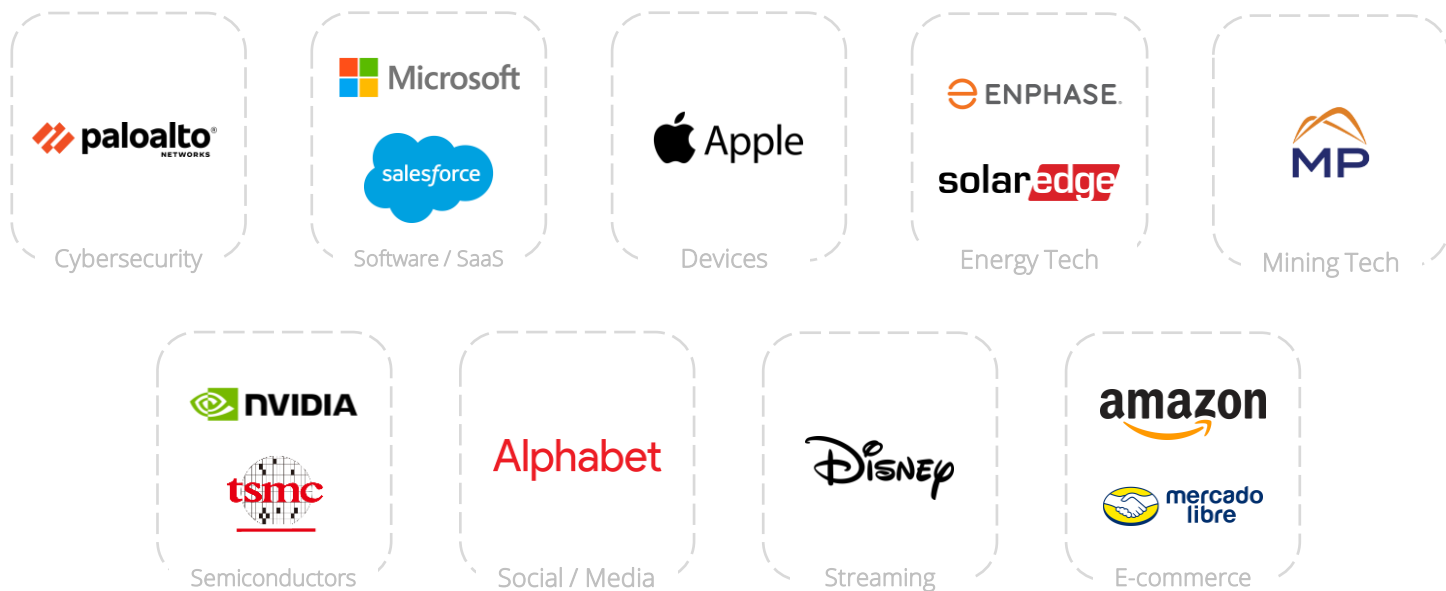 paloalto®
NETWORKS
Cybersecurity
Microsoft
salesforce
Software / SaaS
Apple
Devices
ENPHASE.
solaredge
Energy Tech
MP
Mining Tech
NVIDIA
tsmc
Semiconductors
Alphabet
Social / Media
Disney
Streaming
amazon
mercado
libre
E-commerce